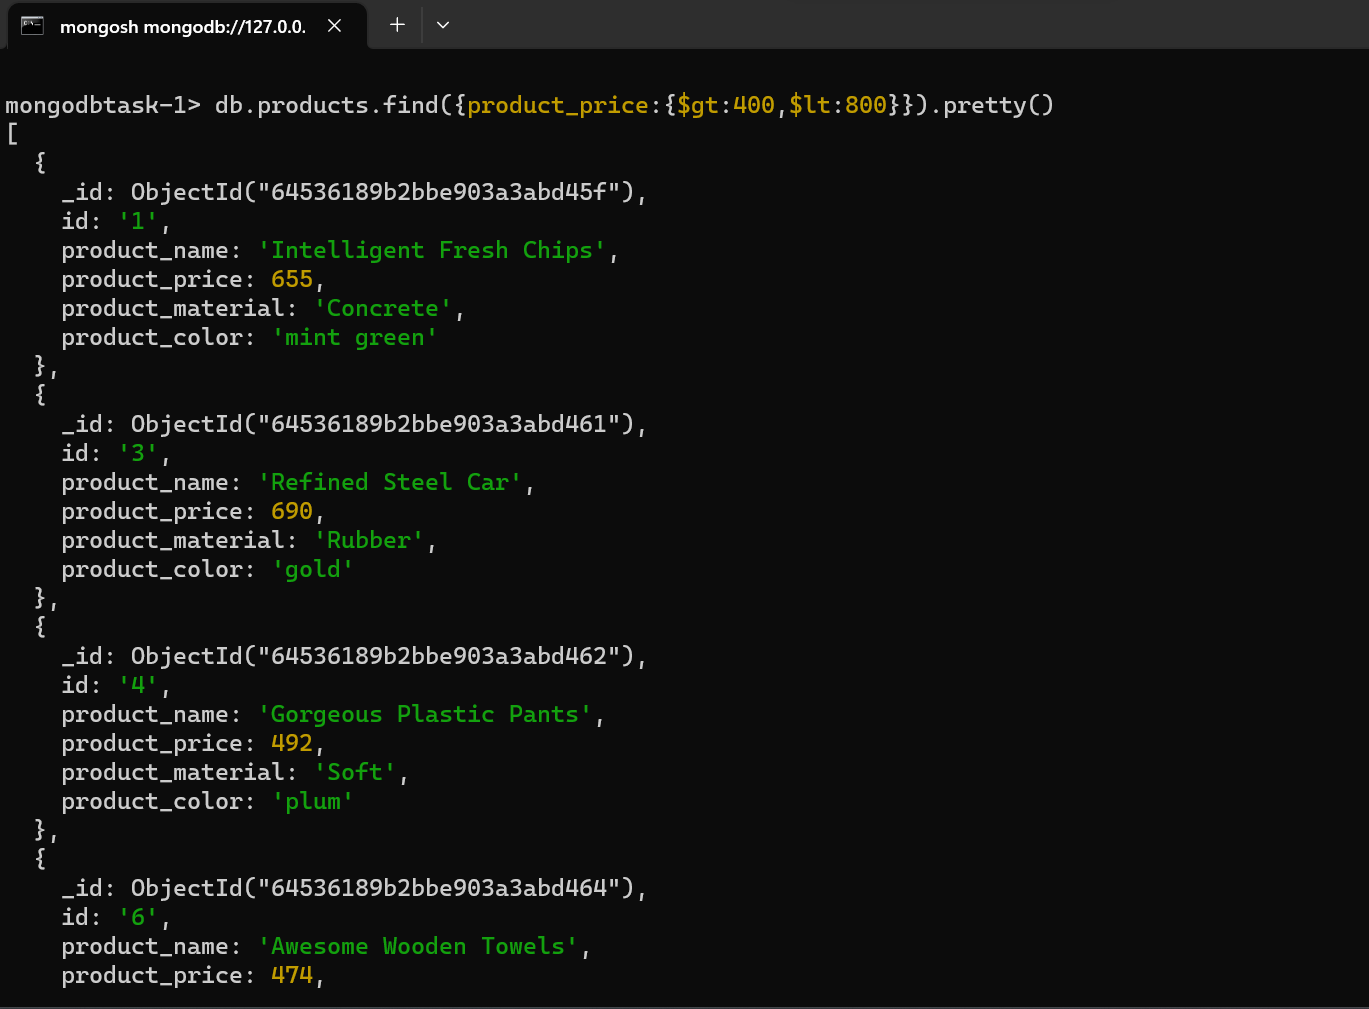 mongosh mongodb://127.0.0.
mongodbtask-1> db.products.find({product_price:{$gt:400,$lt:800}}).pretty()
[
  {
    _id: ObjectId("64536189b2bbe903a3abd45f"),
    id: '1',
    product_name: 'Intelligent Fresh Chips',
    product_price: 655,
    product_material: 'Concrete',
    product_color: 'mint green'
  },
  {
    _id: ObjectId("64536189b2bbe903a3abd461"),
    id: '3',
    product_name: 'Refined Steel Car',
    product_price: 690,
    product_material: 'Rubber',
    product_color: 'gold'
  },
  {
    _id: ObjectId("64536189b2bbe903a3abd462"),
    id: '4',
    product_name: 'Gorgeous Plastic Pants',
    product_price: 492,
    product_material: 'Soft',
    product_color: 'plum'
  },
  {
    _id: ObjectId("64536189b2bbe903a3abd464"),
    id: '6',
    product_name: 'Awesome Wooden Towels',
    product_price: 474,